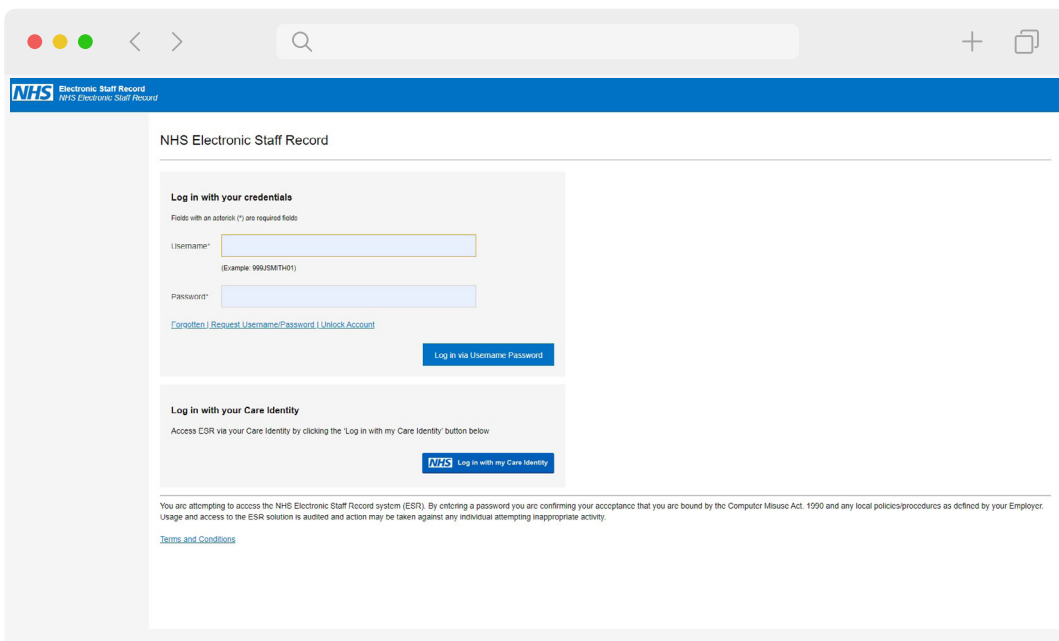 NHS Electronic Staff Record
NHS Electronic Staff Record
NHS Electronic Staff Record
Log in with your credentials
Fields with an asterisk (*) are required fields
Username*
(Example: 999JSMITH01)
Password*
Forgotten | Request Username/Password | Unlock Account
Log in via Username Password
Log in with your Care Identity
Access ESR via your Care Identity by clicking the 'Log in with my Care Identity' button below
NHS Log in with my Care Identity
You are attempting to access the NHS Electronic Staff Record system (ESR). By entering a password you are confirming your acceptance that you are bound by the Computer Misuse Act. 1990 and any local policies/procedures as defined by your Employer.
Usage and access to the ESR solution is audited and action may be taken against any individual attempting inappropriate activity.
Terms and Conditions